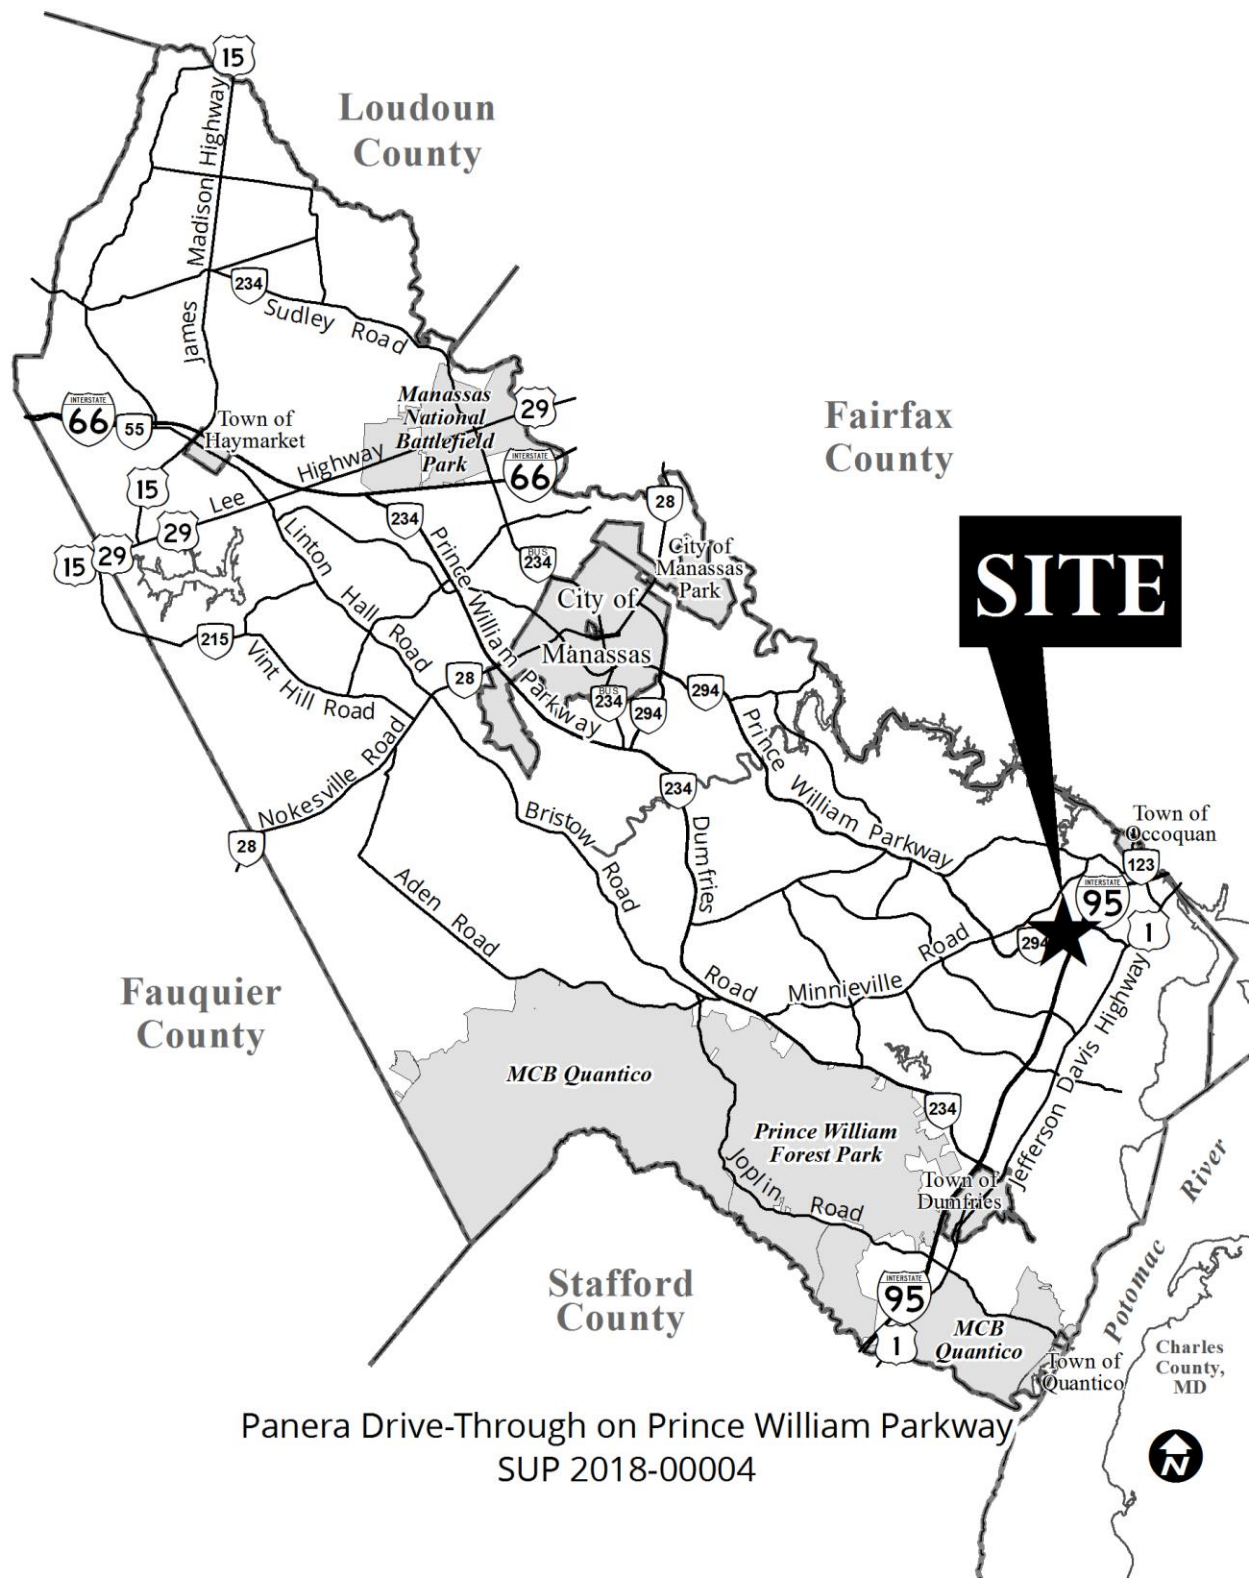 15
Loudoun
County
James Madison Highway
234
Sudley Road
INTERSTATE
66
55
Town of
Haymarket
Manassas
National
Battlefield
Park
29
Fairfax
County
INTERSTATE
66
15
Lee Highway
29
29
15
234
28
SITE
BUS
234
City of
Manassas
Park
Linton Hall Road
Prince William Parkway
City of
Manassas
215
Vint Hill Road
28
BUS
234
294
294
Prince William Parkway
Nokesville Road
28
234
Dumfries Road
Bristow Road
Aden Road
Town of
Occoquan
123
INTERSTATE
95
1
294
Minnieville Road
Fauquier
County
MCB Quantico
Jefferson Davis Highway
234
Prince William
Forest Park
Joplin Road
Town of
Dumfries
Potomac River
Stafford
County
INTERSTATE
95
1
MCB
Quantico
Town of
Quantico
Charles
County,
MD
Panera Drive-Through on Prince William Parkway
SUP 2018-00004
N